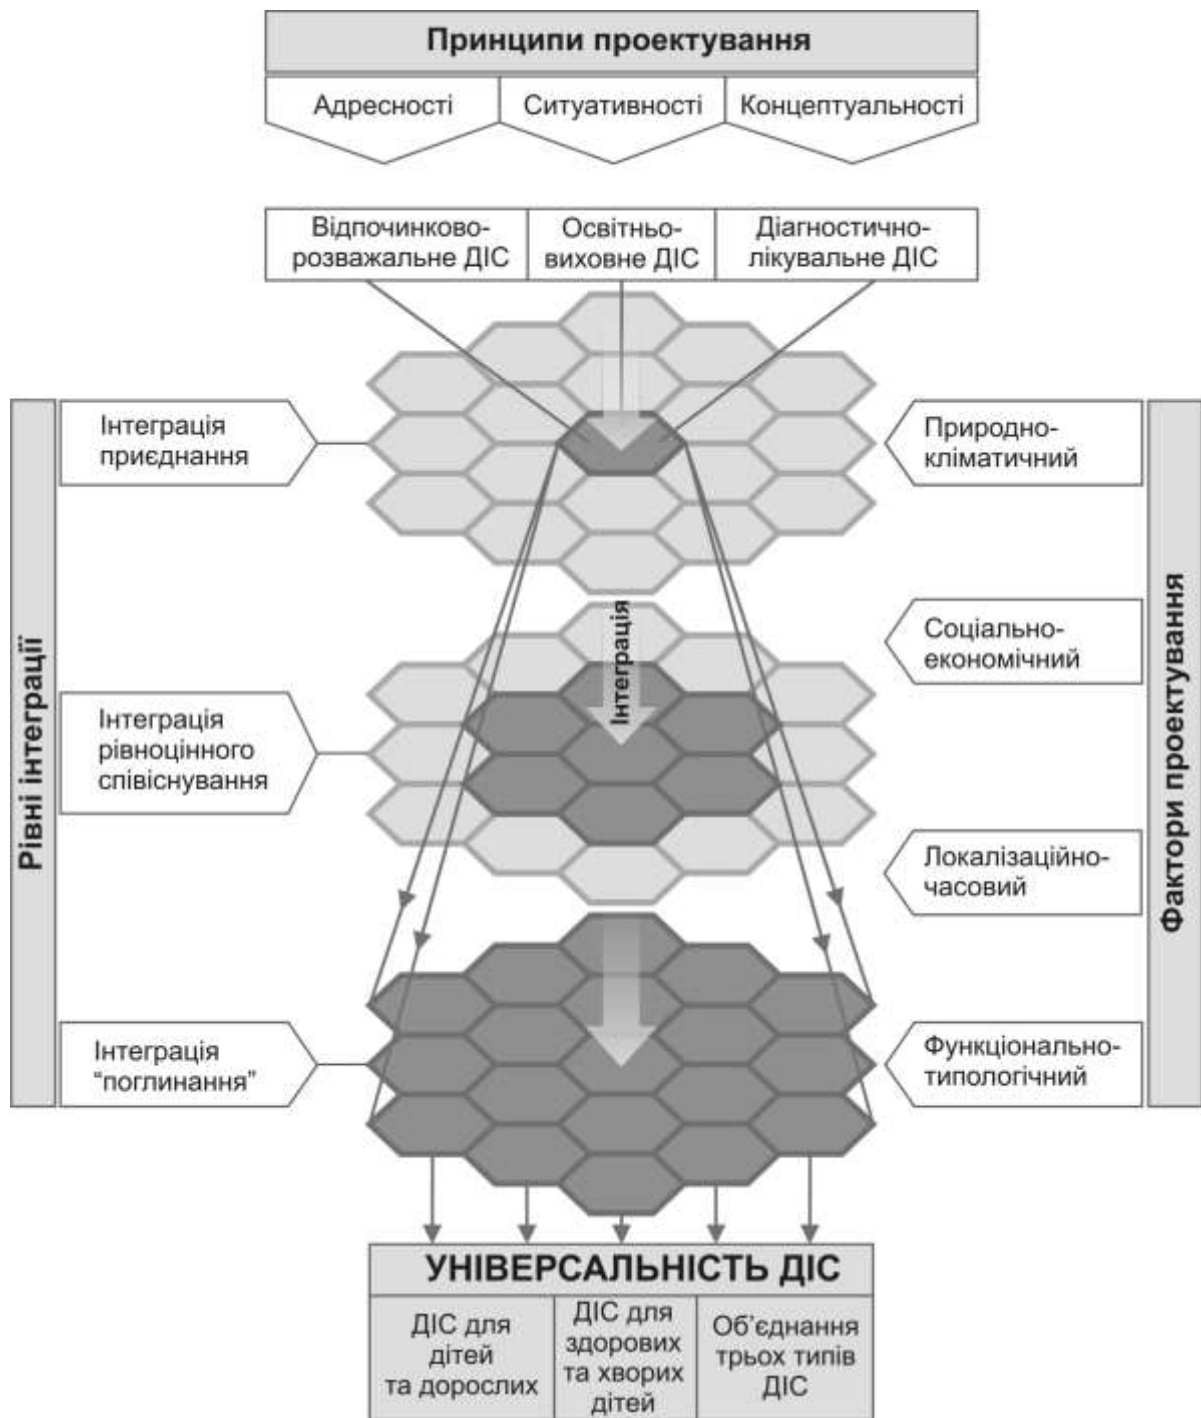 Принципи проектування
Адресності
Ситуативності
Концептуальності
Відпочинково-
розважальне ДІС
Освітньо-
виховне ДІС
Діагностично-
лікувальне ДІС
Рівні інтеграції
Інтеграція
приєднання
Інтеграція
рівноцінного
співіснування
Інтеграція
“поглинання”
Інтеграція
Фактори проектування
Природно-
кліматичний
Соціально-
економічний
Локалізаційно-
часовий
Функціонально-
типологічний
УНІВЕРСАЛЬНІСТЬ ДІС
ДІС для
дітей
та дорослих
ДІС для
здорових
та хворих
дітей
Об’єднання
трьох типів
ДІС